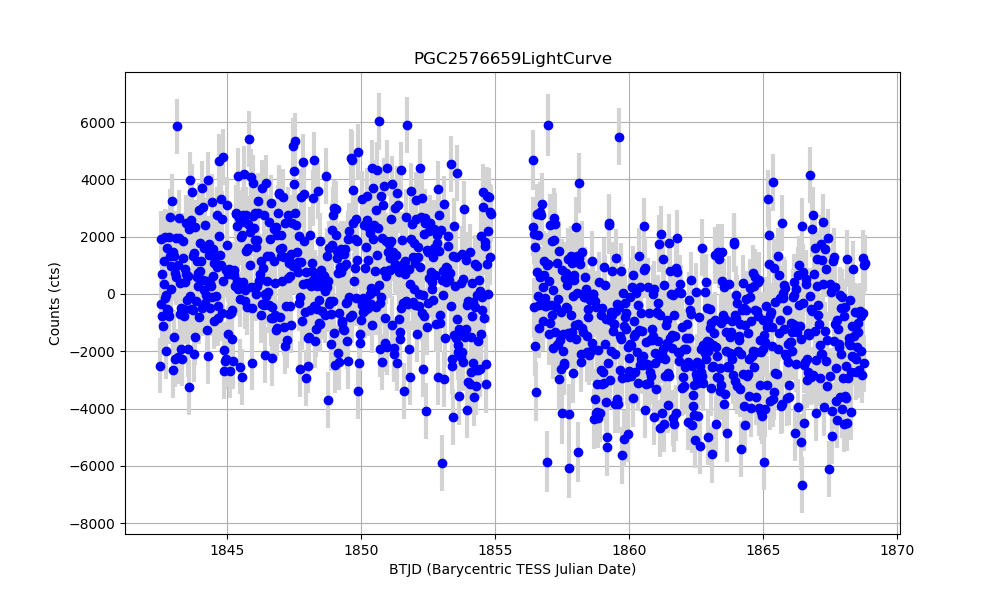 PGC2576659LightCurve
6000
4000
2000
0
−2000
−4000
−6000
−8000
Counts (cts)
1845 1850 1855 1860 1865 1870
BTJD (Barycentric TESS Julian Date)